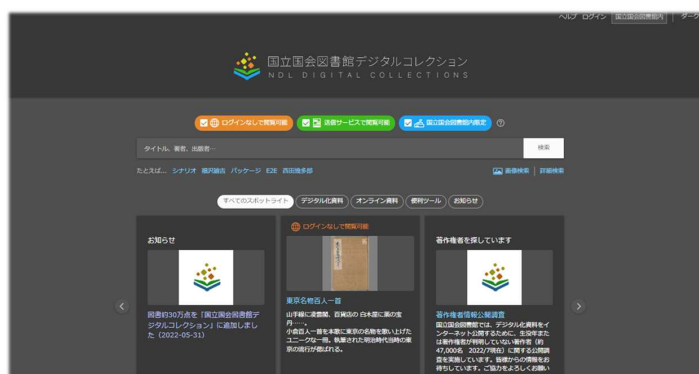 ヘルプ ログイン 国立国会図書館内 ダーク
国立国会図書館デジタルコレクション
NDL DIGITAL COLLECTIONS
ログインなしで閲覧可能 送信サービスで閲覧可能 国立国会図書館内限定
タイトル、著者、出版者… 検索
たとえば… シナリオ 福沢諭吉 パッケージ E2E 西田幾多郎 画像検索 詳細検索
すべてのスポットライト デジタル化資料 オンライン資料 便利ツール お知らせ
お知らせ
図書約30万点を「国立国会図書館デ
ジタルコレクション」に追加しまし
た（2022-05-31）
ログインなしで閲覧可能
東京名物百人一首
山手線に凌雲閣、百貨店の白木屋に薬の宝
丹……。
小倉百人一首を本歌に東京の名物を歌い上げた
ユニークな一冊。執筆された明治時代当時の東
京の流行が偲ばれる。
著作権者を探しています
著作権者情報公開調査
国立国会図書館では、デジタル化資料をイ
ンターネット公開するために、生没年また
は著作権者が判明していない著作者（約
47,000名 2022/7現在）に関する公開調
査を実施しています。皆様からの情報をお
待ちしています。ご協力をよろしくお願い